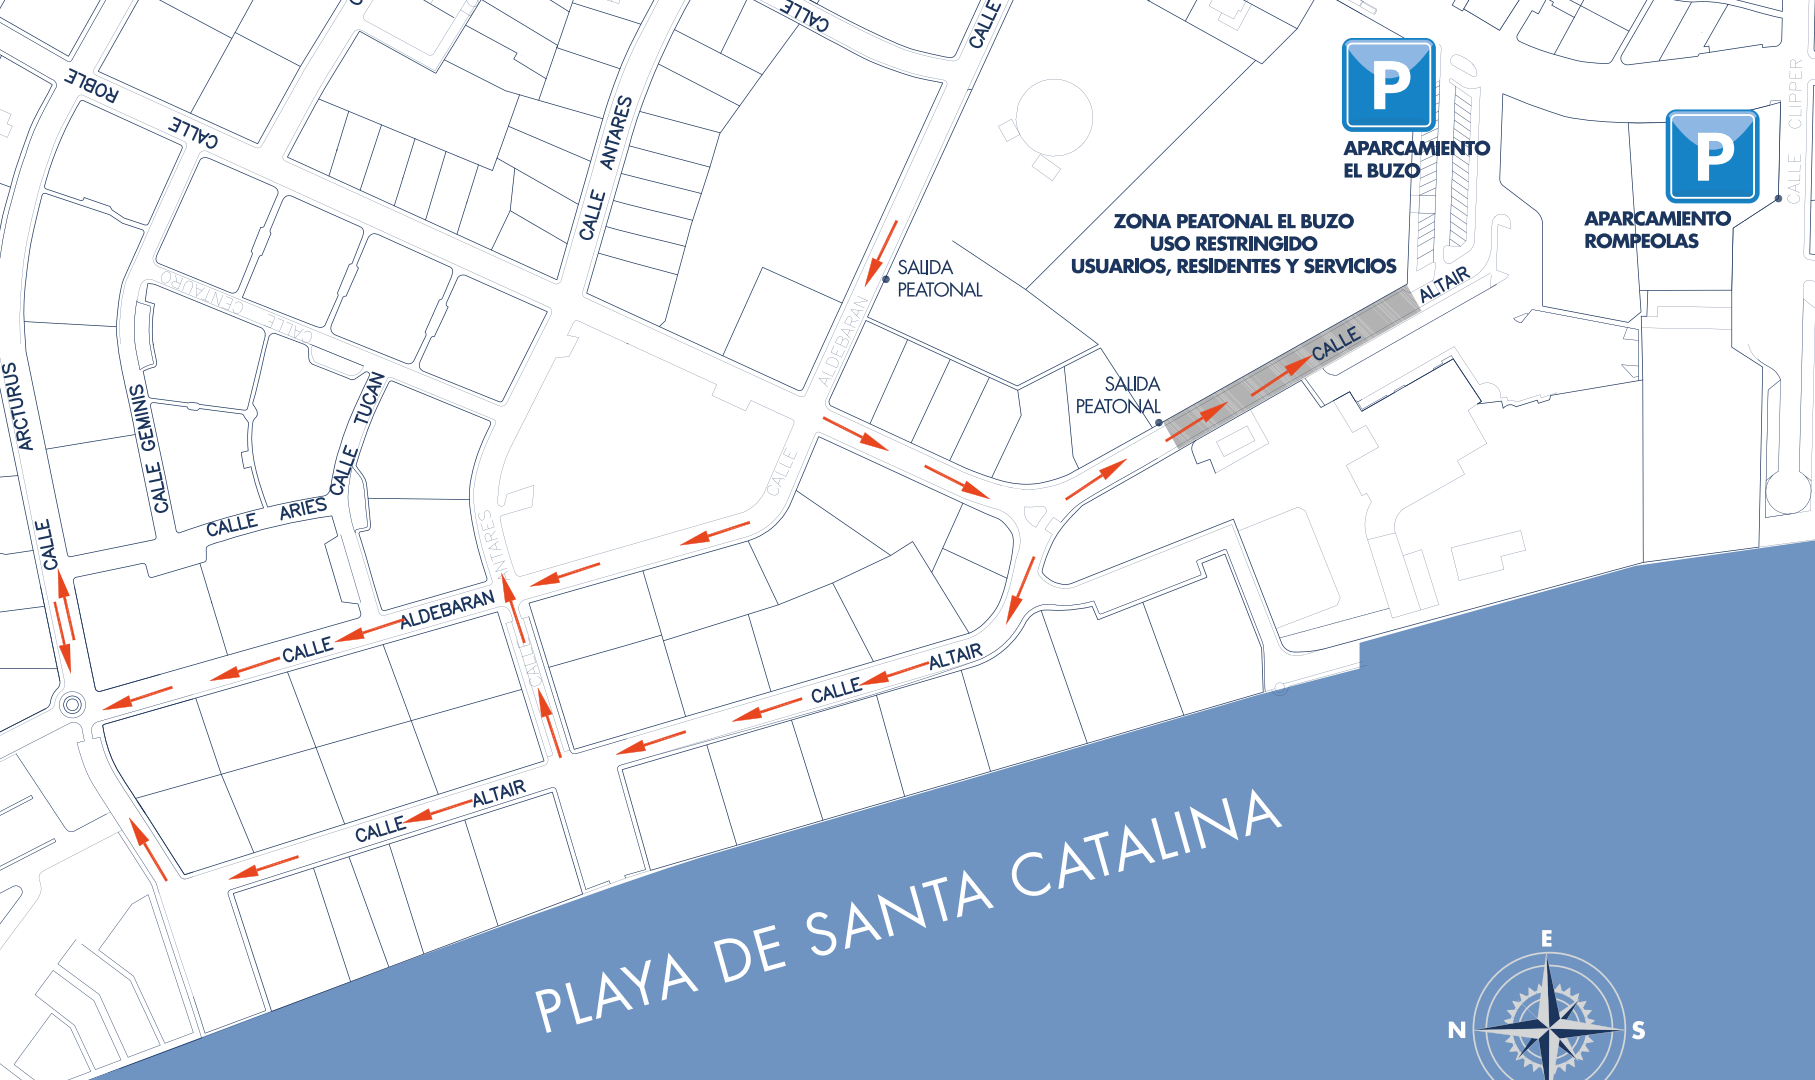 CALLE
CALLE
ROBLE
CALLE
CALLE ANTARES
P
APARCAMIENTO
EL BUZO
P
APARCAMIENTO
ROMPEOLAS
CALLE CLIPPER
ZONA PEATONAL EL BUZO
USO RESTRINGIDO
USUARIOS, RESIDENTES Y SERVICIOS
SALIDA
PEATONAL
ALDEBARAN
CALLE
CALLE CENTAURO
CALLE ALTAIR
SALIDA
PEATONAL
CALLE ARCTURUS
CALLE GEMINIS
CALLE TUCAN
CALLE ARIES
CALLE ANTARES
CALLE ALDEBARAN
CALLE ALTAIR
CALLE ALTAIR
PLAYA DE SANTA CATALINA
E
N
S